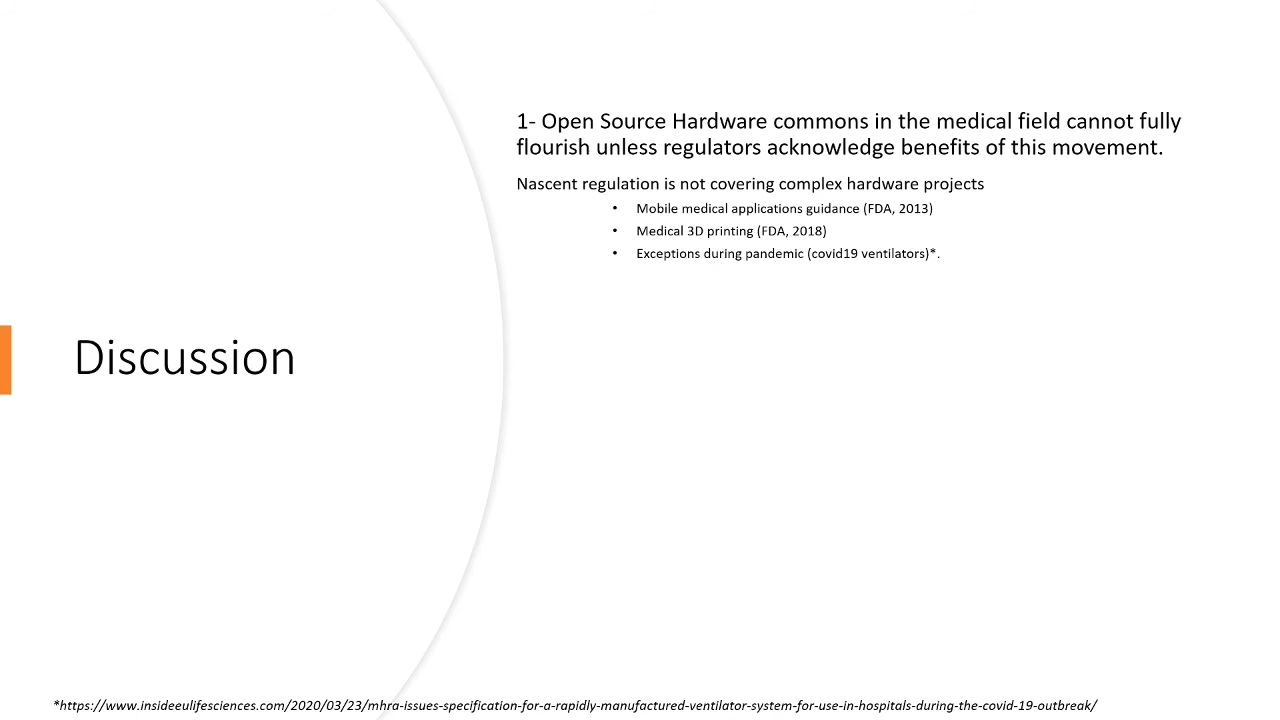 Discussion
1- Open Source Hardware commons in the medical field cannot fully
flourish unless regulators acknowledge benefits of this movement.
Nascent regulation is not covering complex hardware projects
• Mobile medical applications guidance (FDA, 2013)
• Medical 3D printing (FDA, 2018)
• Exceptions during pandemic (covid19 ventilators)*.
*https://www.insideeulifesciences.com/2020/03/23/mhra-issues-specification-for-a-rapidly-manufactured-ventilator-system-for-use-in-hospitals-during-the-covid-19-outbreak/